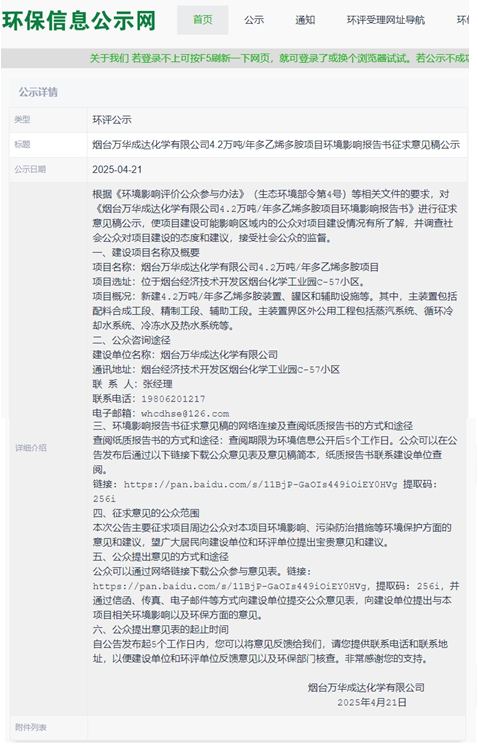 环保信息公示网
首页 公示 通知 环评受理网址导航
关于我们 若登录不上可按F5刷新一下网页，就可登录了或换个浏览器试试。若公示不成
公示详情
类型 环评公示
标题 烟台万华成达化学有限公司4.2万吨/年多乙烯多胺项目环境影响报告书征求意见稿公示
公示日期 2025-04-21
根据《环境影响评价公众参与办法》（生态环境部令第4号）等相关文件的要求，对
《烟台万华成达化学有限公司4.2万吨/年多乙烯多胺项目环境影响报告书》进行征求
意见稿公示，使项目建设可能影响区域内的公众对项目建设情况有所了解，并调查社
会公众对项目建设的态度和建议，接受社会公众的监督。
一、建设项目名称及概要
项目名称：烟台万华成达化学有限公司4.2万吨/年多乙烯多胺项目
项目选址：位于烟台经济技术开发区烟台化学工业园C-57小区。
项目概况：新建4.2万吨/年多乙烯多胺装置、罐区和辅助设施等。其中，主装置包括
配料合成工段、精制工段、辅助工段。主装置界区外公用工程包括蒸汽系统、循环冷
却水系统、冷冻水及热水系统等。
二、公众咨询途径
建设单位名称：烟台万华成达化学有限公司
通讯地址：烟台经济技术开发区烟台化学工业园C-57小区
联 系 人：张经理
联系电话：19806201217
电子邮箱：whcdhse@126.com
三、环境影响报告书征求意见稿的网络连接及查阅纸质报告书的方式和途径
查阅纸质报告书的方式和途径：查阅期限为环境信息公开后5个工作日。公众可以在公
告发布后通过以下链接下载公众意见表及意见稿简本，纸质报告书联系建设单位查
阅。
链接：https://pan.baidu.com/s/11BjP-GaOIs449iOiEY0HVg 提取码：
256i
四、征求意见的公众范围
本次公告主要征求项目周边公众对本项目环境影响、污染防治措施等环境保护方面的
意见和建议，望广大居民向建设单位和环评单位提出宝贵意见和建议。
五、公众提出意见的方式和途径
公众可以通过网络链接下载公众参与意见表。链接：
https://pan.baidu.com/s/11BjP-GaOIs449iOiEY0HVg，提取码：256i，并
通过信函、传真、电子邮件等方式向建设单位提交公众意见表，向建设单位提出与本
项目相关环境影响以及环保方面的意见。
六、公众提出意见表的起止时间
自公告发布起5个工作日内，您可以将意见反馈给我们，请您提供联系电话和联系地
址，以便建设单位和环评单位反馈意见以及环保部门核查。非常感谢您的支持。
详细介绍
烟台万华成达化学有限公司
2025年4月21日
附件列表